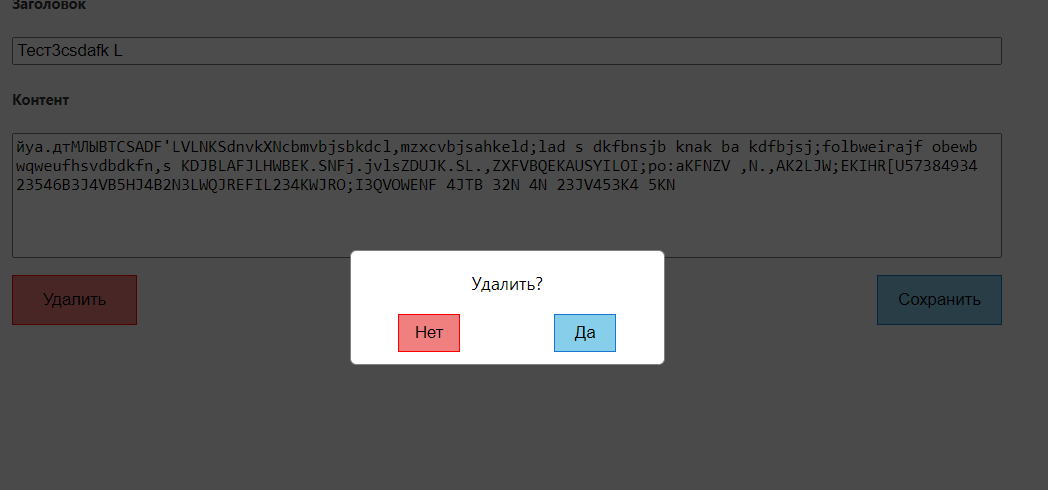 Заголовок
Тест3csdafk L
Контент
йуа.дтМЛЫВТCSADF'LVLNKSdnvkXNcbmvbjsbkdcl,mzxcvbjsahkeld;lad s dkfbnsjb knak ba kdfbjsj;folbweirajf obewb
wqweufhsvdbdkfn,s KDJBLAFJLHWBEK.SNFj.jvlsZDUJK.SL.,ZXFVBQEKAUSYILOI;po:aKFNZV ,N.,AK2LJW;EKIHR[U57384934
23546B3J4VB5HJ4B2N3LWQJREFIL234KWJRO;I3QVOWENF 4JTB 32N 4N 23JV453K4 5KN
Удалить?
Удалить Сохранить
Нет Да